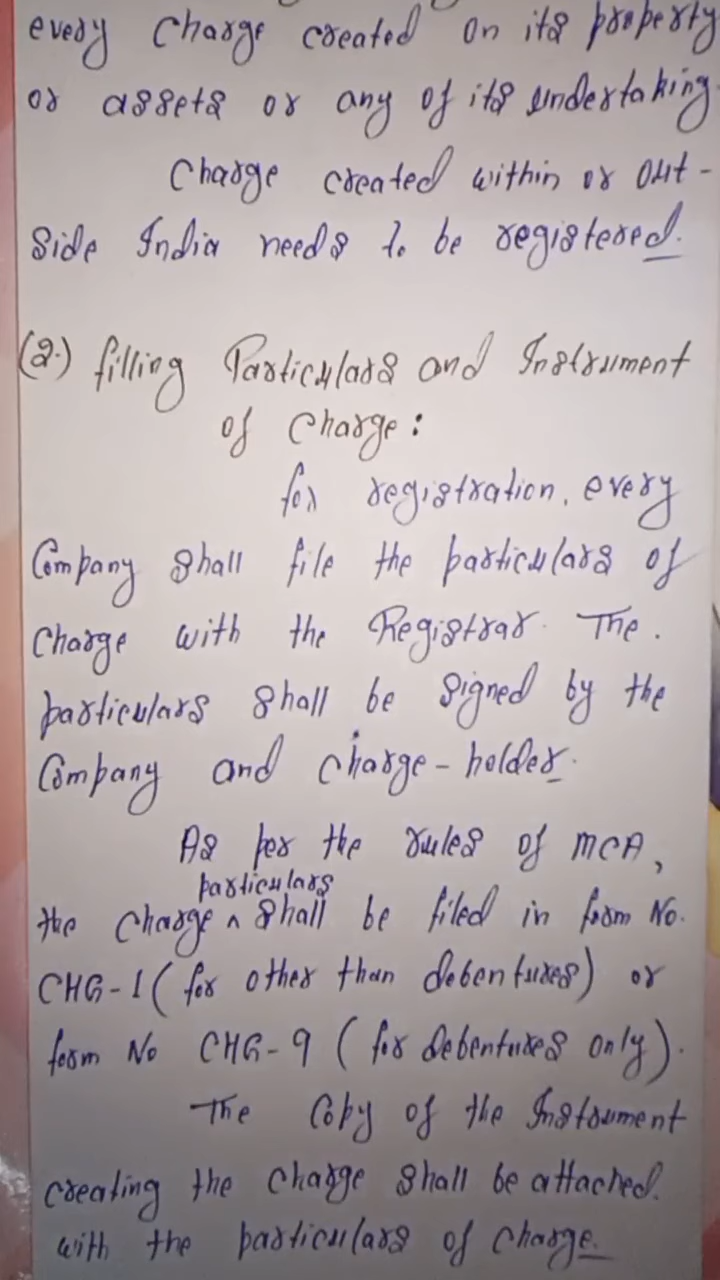 every charge created on its property
or assets or any of its undertaking.
Charge created within or out-
side India needs to be registered.
(2.) filling Particulars and Instrument
of Charge:
for registration, every
Company shall file the particulars of
charge with the Registrar. The.
particulars shall be signed by the
Company and charge-holder.
As per the rules of MCA,
particulars
the charge ^ shall be filed in form No.
CHG-1 (for other than debentures) or
form No CHG-9 (for debentures only).
The Copy of the Instrument
creating the charge shall be attached.
with the particulars of charge.